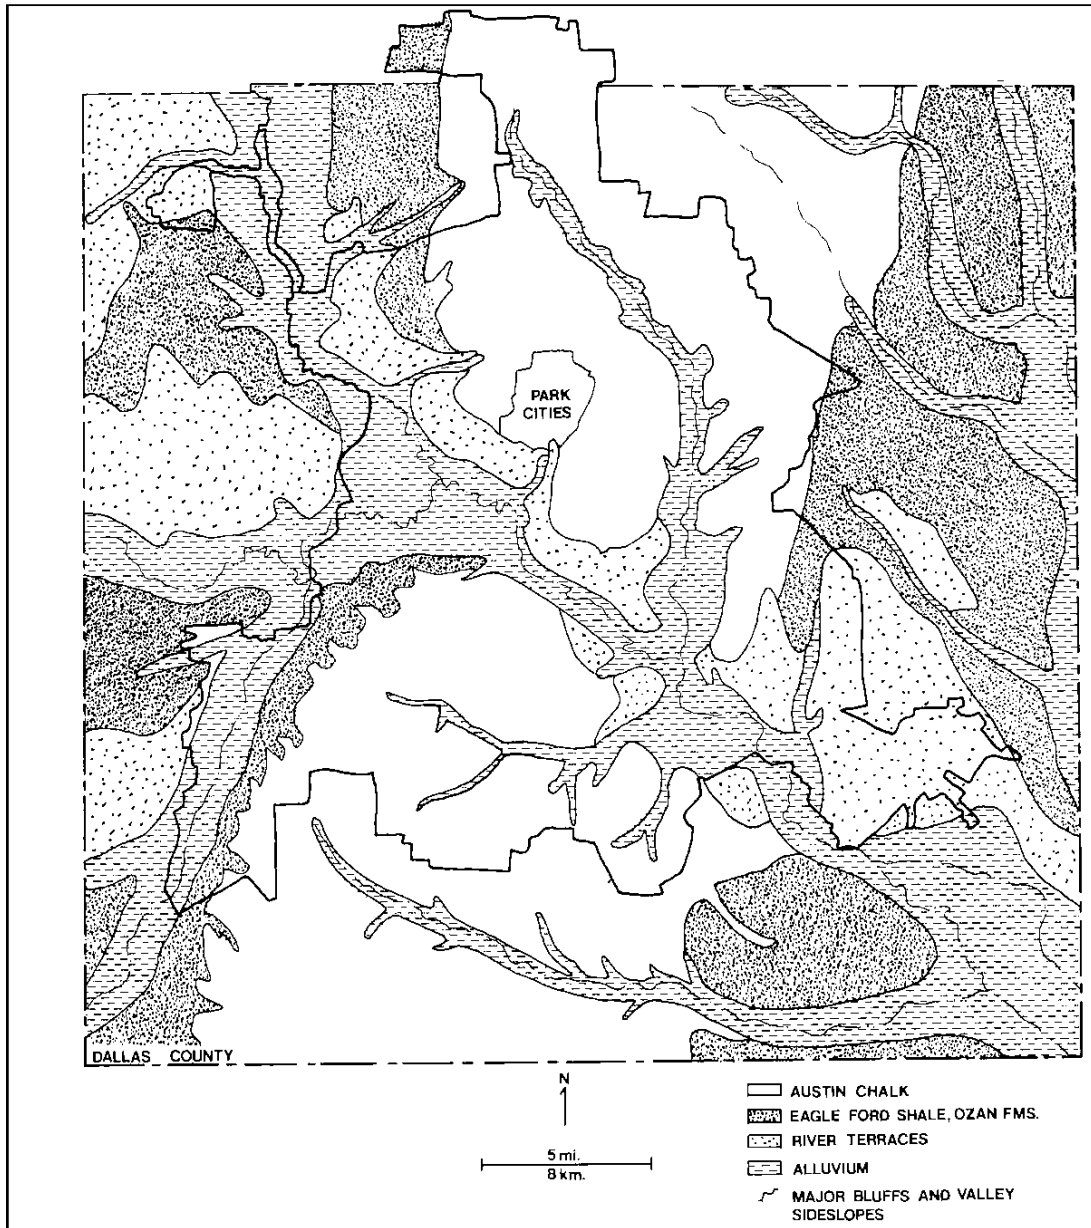 PARK
CITIES
DALLAS COUNTY
N
5 mi.
8 km.
AUSTIN CHALK
EAGLE FORD SHALE, OZAN FMS.
RIVER TERRACES
ALLUVIUM
MAJOR BLUFFS AND VALLEY
SIDESLOPES